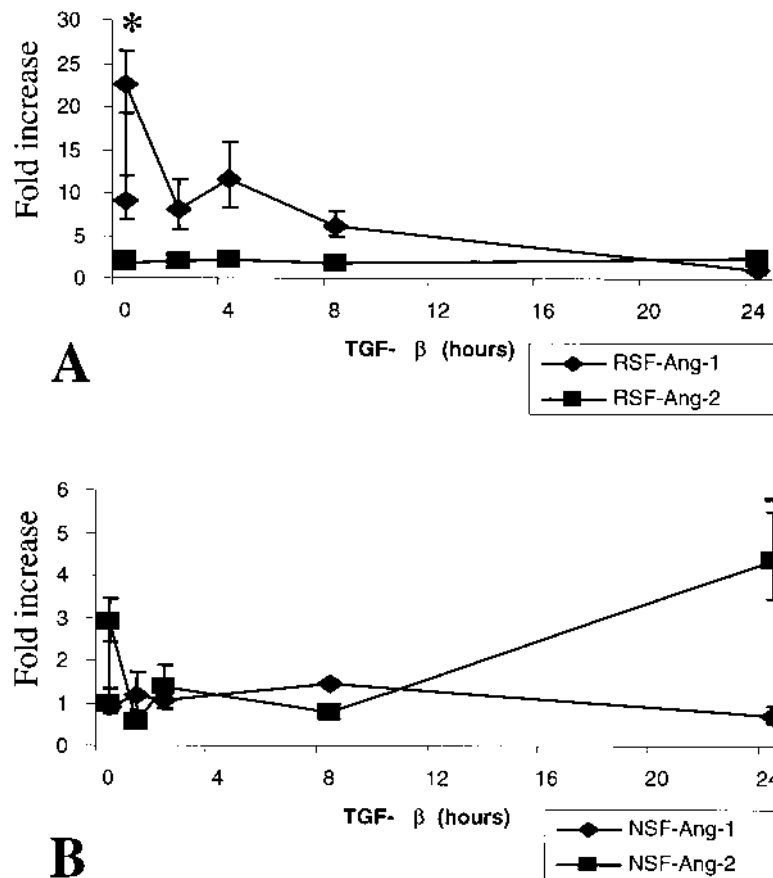 30
*
25
20
15
10
5
0
Fold increase
0 4 8 12 16 20 24
TGF- β (hours)
A
RSF-Ang-1
RSF-Ang-2
6
5
4
3
2
1
0
Fold increase
0 4 8 12 16 20 24
TGF- β (hours)
B
NSF-Ang-1
NSF-Ang-2